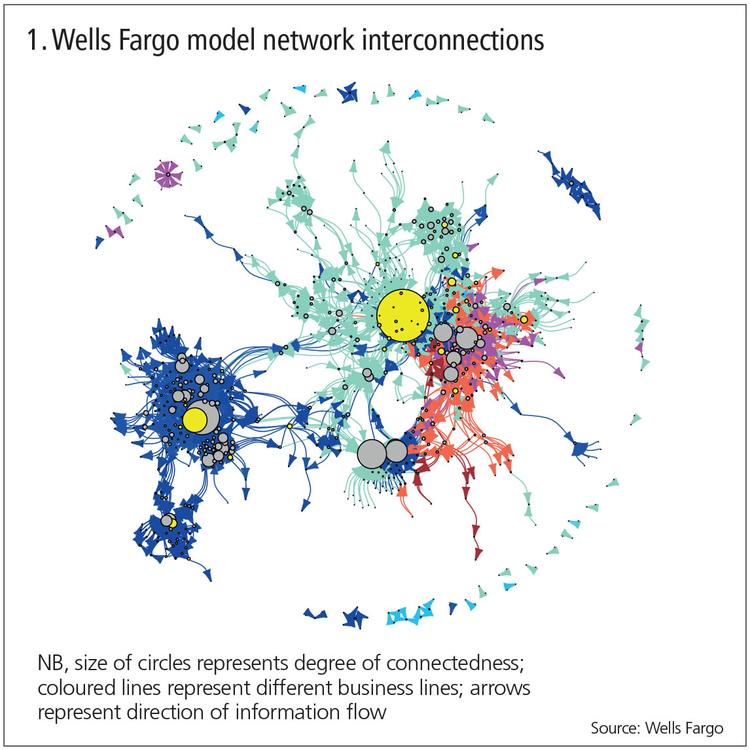 1. Wells Fargo model network interconnections
NB, size of circles represents degree of connectedness;
coloured lines represent different business lines; arrows
represent direction of information flow
Source: Wells Fargo